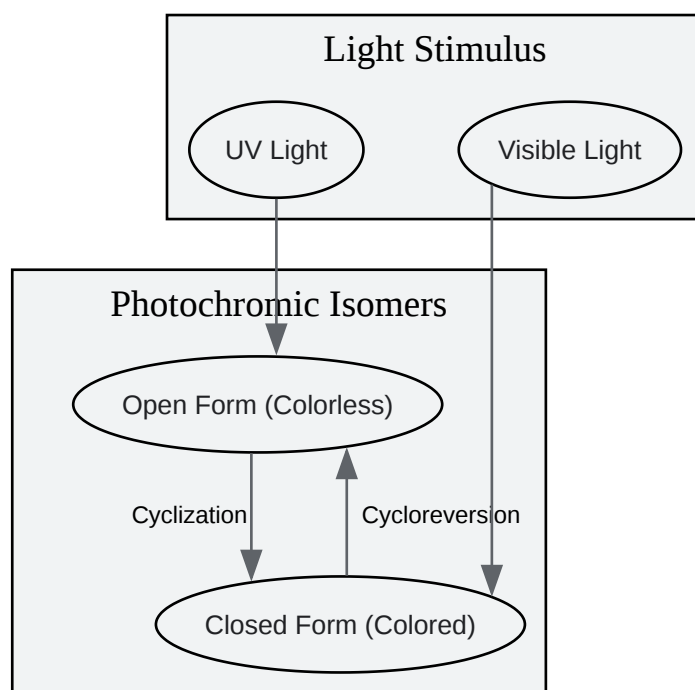 Light Stimulus
UV Light
Visible Light
Photochromic Isomers
Open Form (Colorless)
Cyclization
Cycloreversion
Closed Form (Colored)